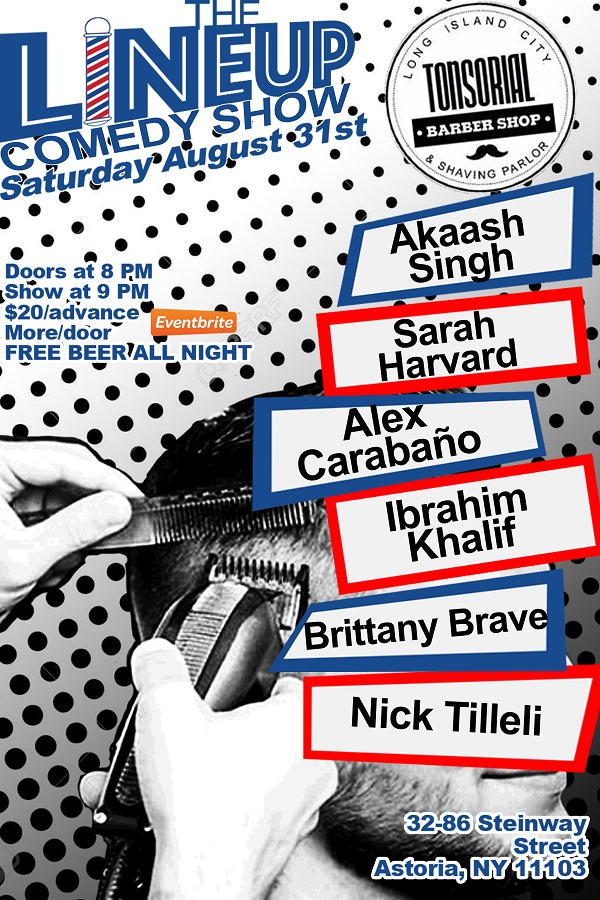 THE
LINEUP
COMEDY SHOW
Saturday August 31st
LONG ISLAND CITY
TONSORIAL
• BARBER SHOP •
& SHAVING PARLOR
Doors at 8 PM
Show at 9 PM
$20/advance
More/door
Eventbrite
FREE BEER ALL NIGHT
Akaash
Singh
Sarah
Harvard
Alex
Carabaño
Ibrahim
Khalif
Brittany Brave
Nick Tilleli
32-86 Steinway
Street
Astoria, NY 11103